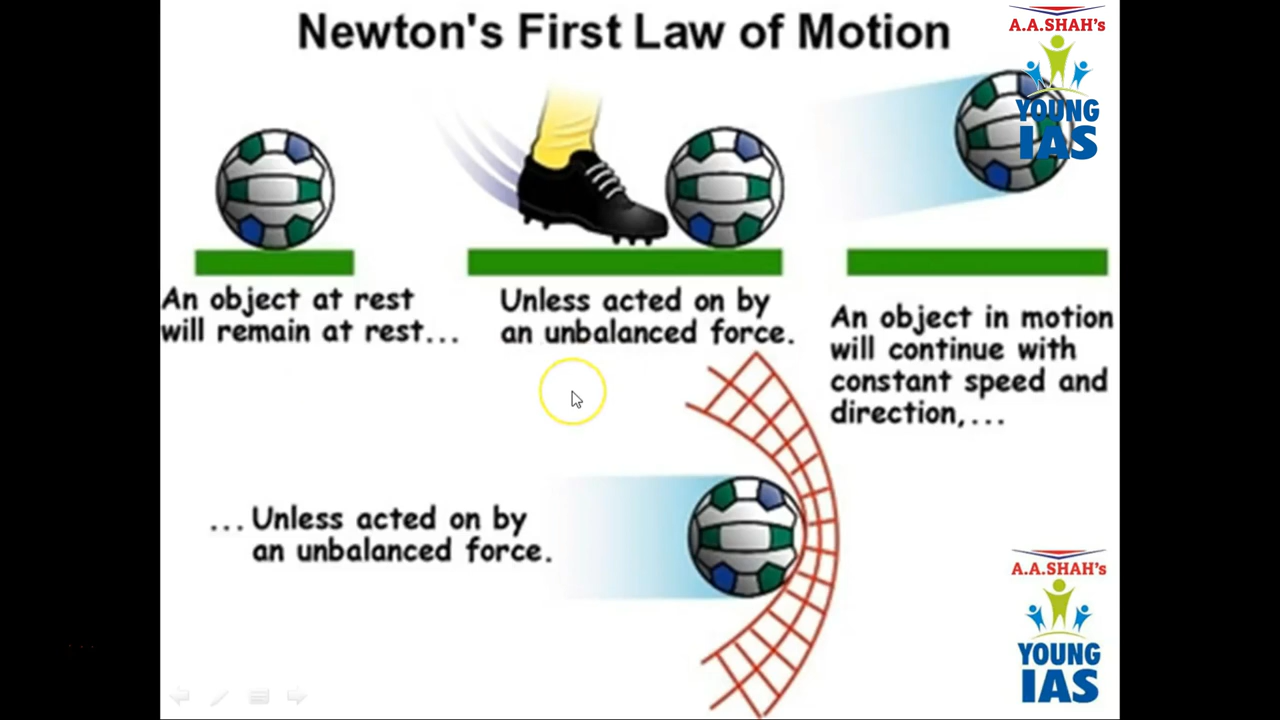 Newton's First Law of Motion
A.A.SHAH's
YOUNG
IAS
An object at rest
will remain at rest...
Unless acted on by
an unbalanced force.
An object in motion
will continue with
constant speed and
direction,...
...Unless acted on by
an unbalanced force.
A.A.SHAH's
YOUNG
IAS